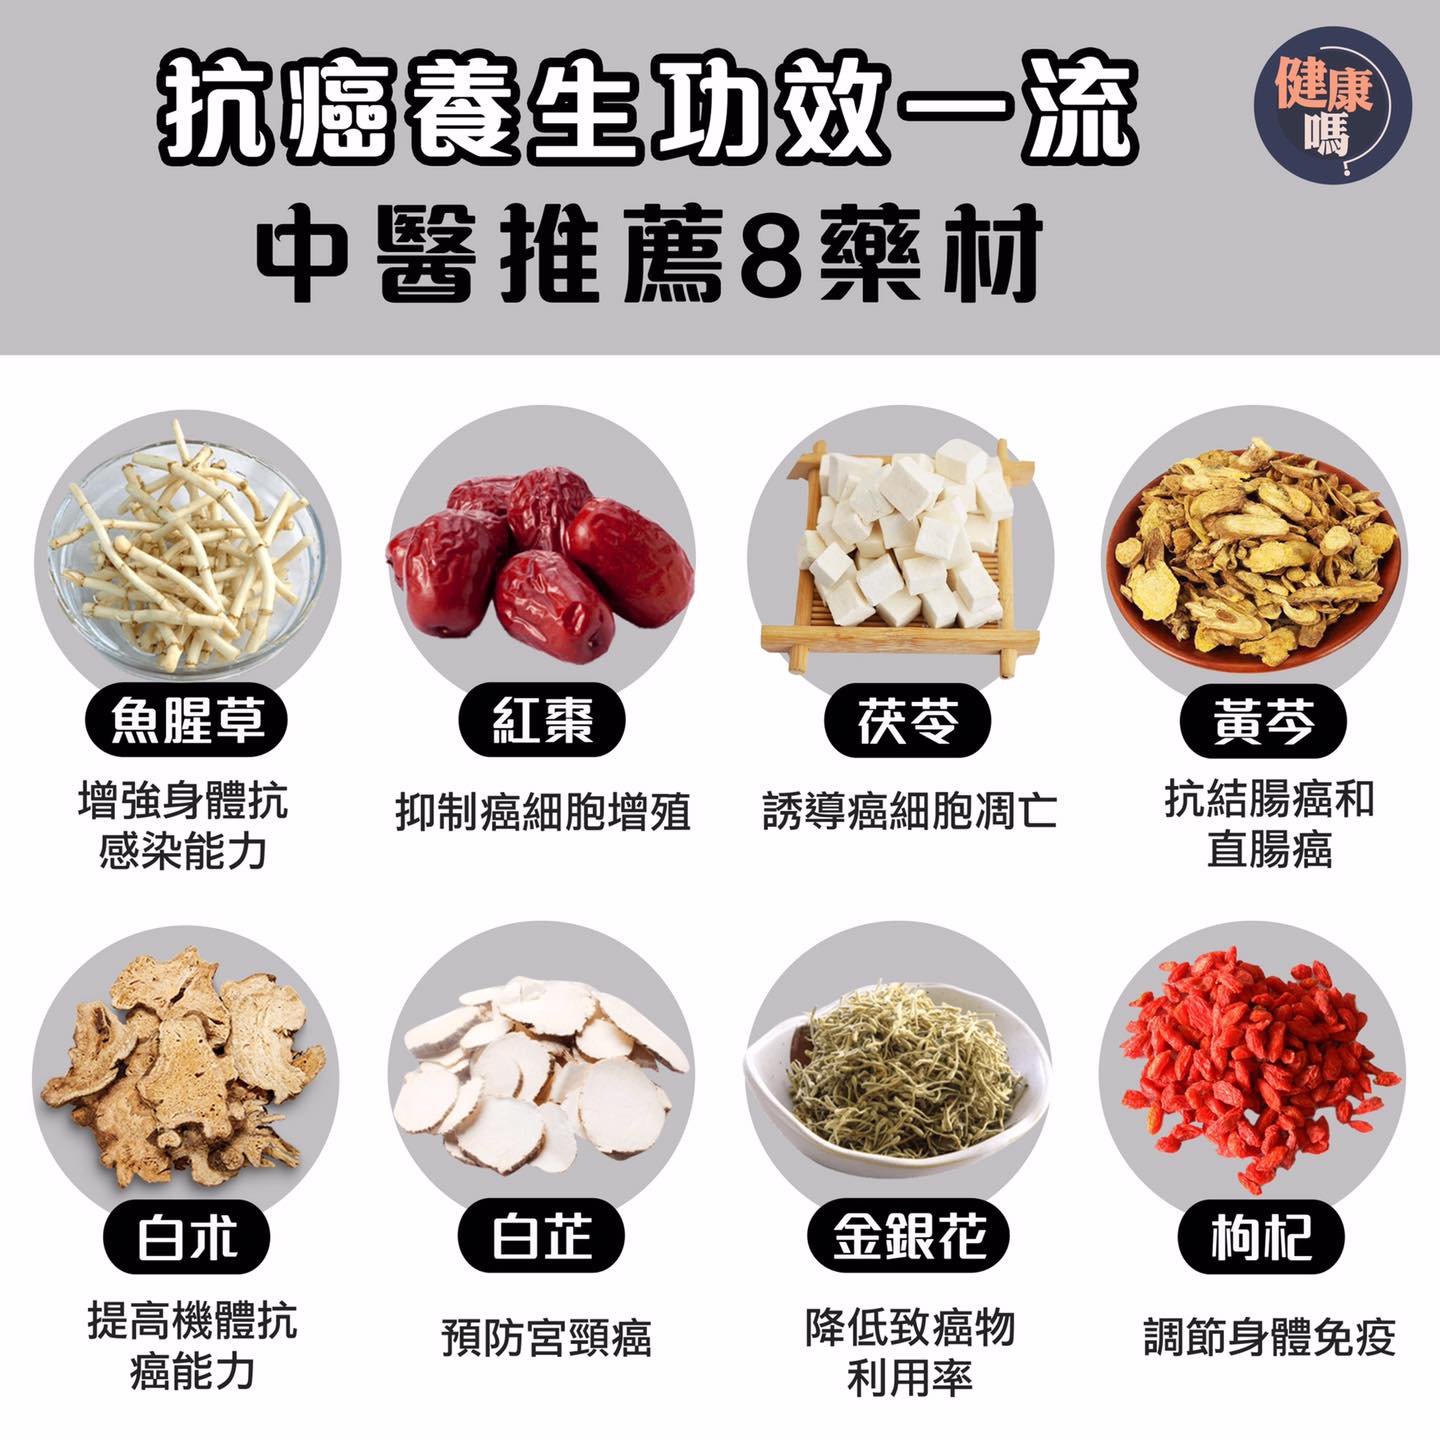 抗癌養生功效一流
健康
嗎?
中醫推薦8藥材
魚腥草
紅棗
茯苓
黃芩
增強身體抗
感染能力
抑制癌細胞增殖
誘導癌細胞凋亡
抗結腸癌和
直腸癌
白朮
白芷
金銀花
枸杞
提高機體抗
癌能力
預防宮頸癌
降低致癌物
利用率
調節身體免疫